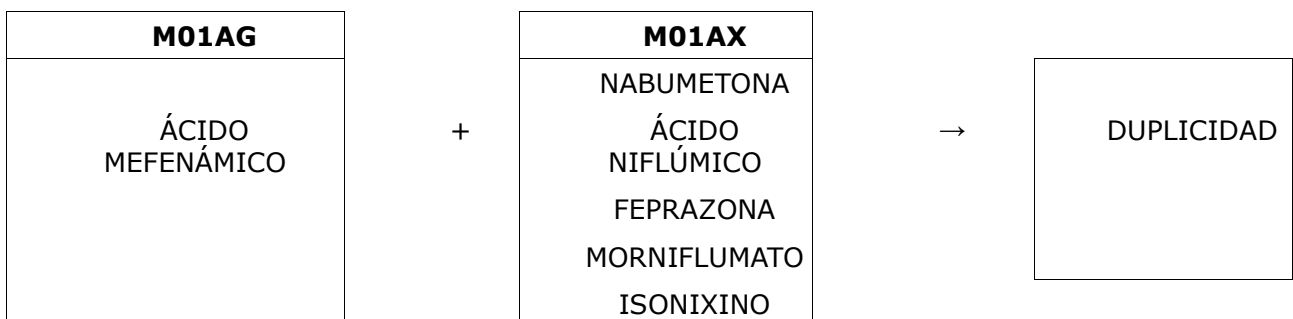 M01AG
M01AX
NABUMETONA
ÁCIDO
MEFENÁMICO
+
ÁCIDO
NIFLÚMICO
→
DUPLICIDAD
FEPRAZONA
MORNIFLUMATO
ISONIXINO